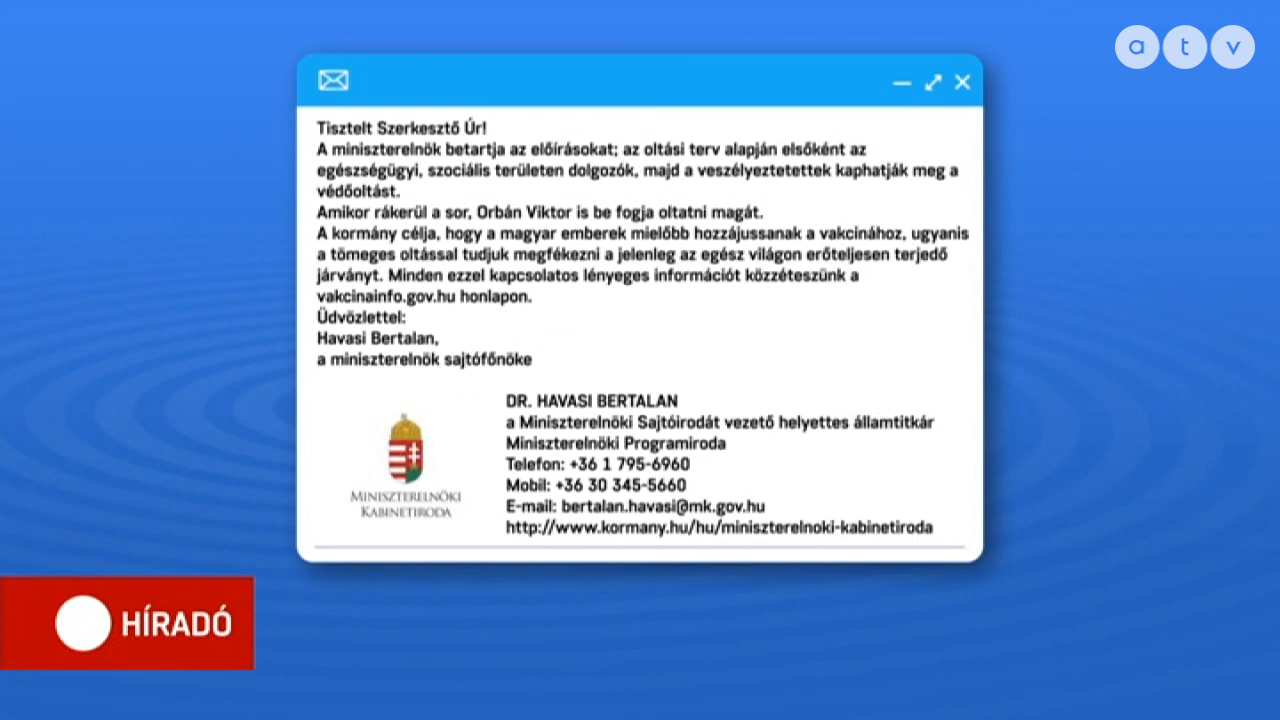 atv
Tisztelt Szerkesztő Úr!
A miniszterelnök betartja az előírásokat; az oltási terv alapján elsőként az
egészségügyi, szociális területen dolgozók, majd a veszélyeztetettek kaphatják meg a
védőoltást.
Amikor rákerül a sor, Orbán Viktor is be fogja oltatni magát.
A kormány célja, hogy a magyar emberek mielőbb hozzájussanak a vakcinához, ugyanis
a tömeges oltással tudjuk megfékezni a jelenleg az egész világon erőteljesen terjedő
járványt. Minden ezzel kapcsolatos lényeges információt közzéteszünk a
vakcinainfo.gov.hu honlapon.
Üdvözlettel:
Havasi Bertalan,
a miniszterelnök sajtófőnöke
DR. HAVASI BERTALAN
a Miniszterelnöki Sajtóirodát vezető helyettes államtitkár
Miniszterelnöki Programiroda
Telefon: +36 1 795-6960
Mobil: +36 30 345-5660
E-mail: bertalan.havasi@mk.gov.hu
http://www.kormany.hu/hu/miniszterelnoki-kabinetiroda
MINISZTERELNÖKI
KABINETIRODA
HÍRADÓ